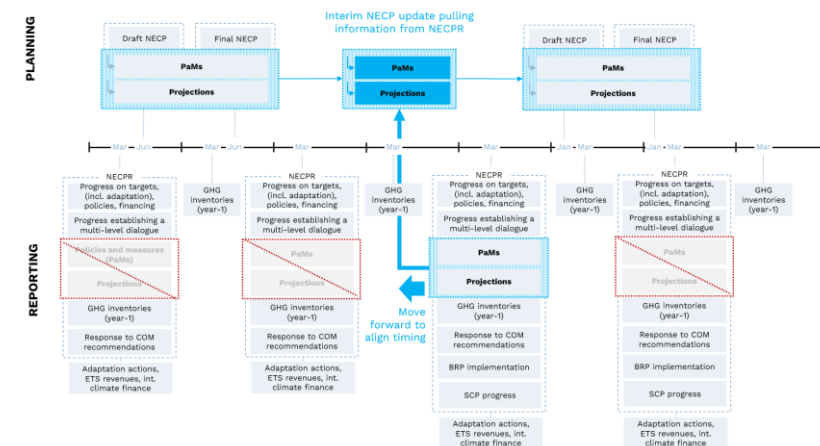 PLANNING
Interim NECP update pulling
information from NECPR
Draft NECP
Final NECP
PaMs
Projections
PaMs
Projections
Draft NECP
Final NECP
PaMs
Projections
Mar
Jun
Mar
Mar
Mar
Mar
Jan
Mar
Jan
Mar
Mar
REPORTING
NECPR
Progress on targets,
(incl. adaptation),
policies, financing
Progress establishing a
multi-level dialogue
Policies and measures
(PaMs)
Projections
GHG inventories
(year-1)
Response to COM
recommendations
Adaptation actions,
ETS revenues, int.
climate finance
GHG
inventories
(year-1)
NECPR
Progress on targets,
(incl. adaptation),
policies, financing
Progress establishing a
multi-level dialogue
PaMs
Projections
GHG inventories
(year-1)
Response to COM
recommendations
Adaptation actions,
ETS revenues, int.
climate finance
GHG
inventories
(year-1)
Move
forward to
align timing
NECPR
Progress on targets,
(incl. adaptation),
policies, financing
Progress establishing a
multi-level dialogue
PaMs
Projections
GHG inventories
(year-1)
Response to COM
recommendations
BRP implementation
SCP progress
Adaptation actions,
ETS revenues, int.
climate finance
GHG
inventories
(year-1)
NECPR
Progress on targets,
(incl. adaptation),
policies, financing
Progress establishing a
multi-level dialogue
PaMs
Projections
GHG inventories
(year-1)
Response to COM
recommendations
BRP implementation
SCP progress
Adaptation actions,
ETS revenues, int.
climate finance
GHG
inventories
(year-1)